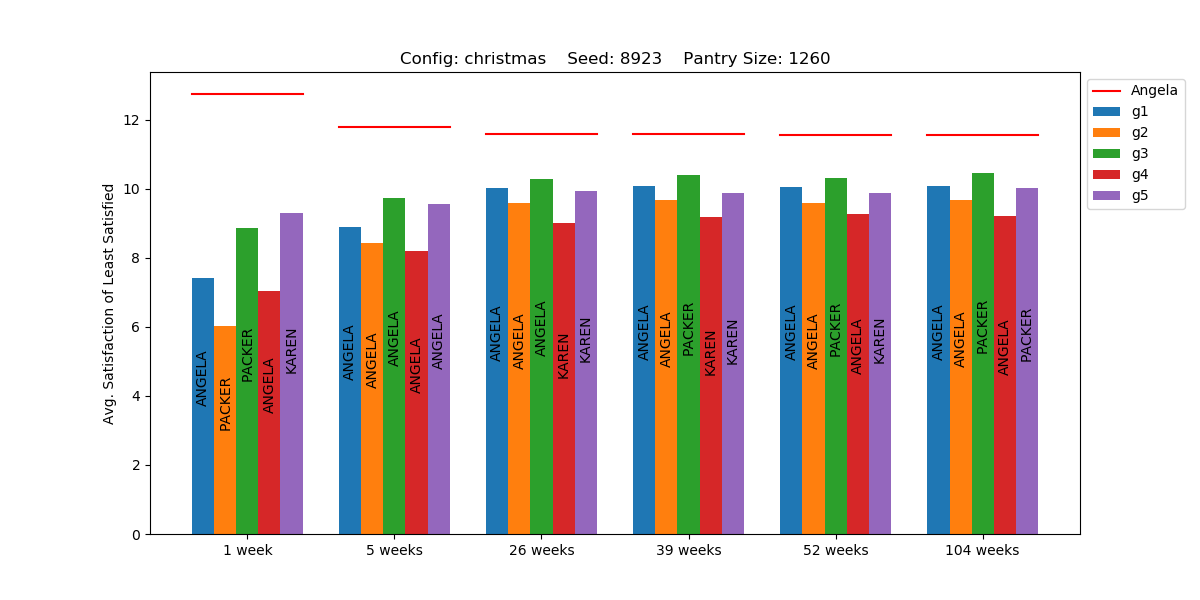 Config: christmas    Seed: 8923    Pantry Size: 1260
Avg. Satisfaction of Least Satisfied
12
10
8
6
4
2
0
ANGELA PACKER PACKER ANGELA KAREN
ANGELA ANGELA ANGELA ANGELA ANGELA
ANGELA ANGELA ANGELA KAREN KAREN
ANGELA ANGELA PACKER KAREN KAREN
ANGELA ANGELA PACKER ANGELA KAREN
ANGELA ANGELA PACKER ANGELA PACKER
1 week 5 weeks 26 weeks 39 weeks 52 weeks 104 weeks
Angela
g1
g2
g3
g4
g5